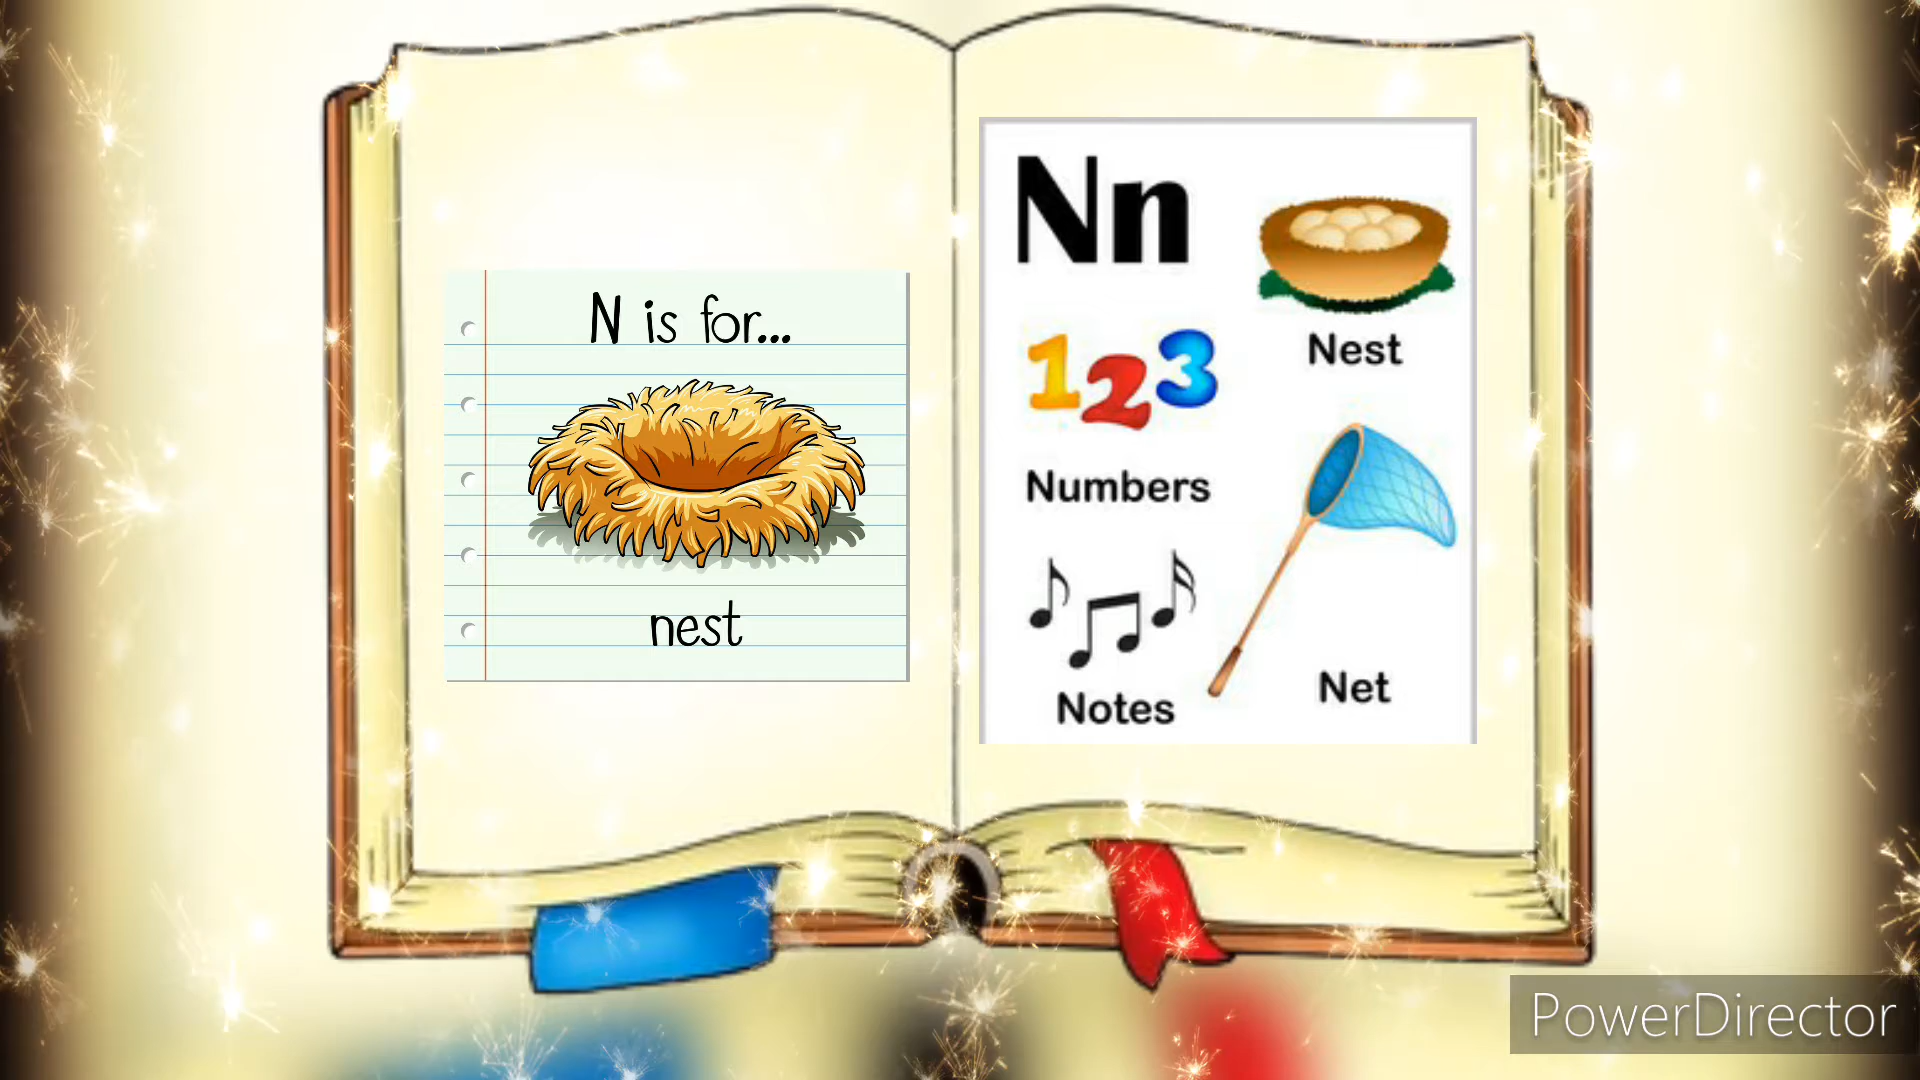 N is for...
nest
Nn
Nest
123
Numbers
Notes
Net
PowerDirector